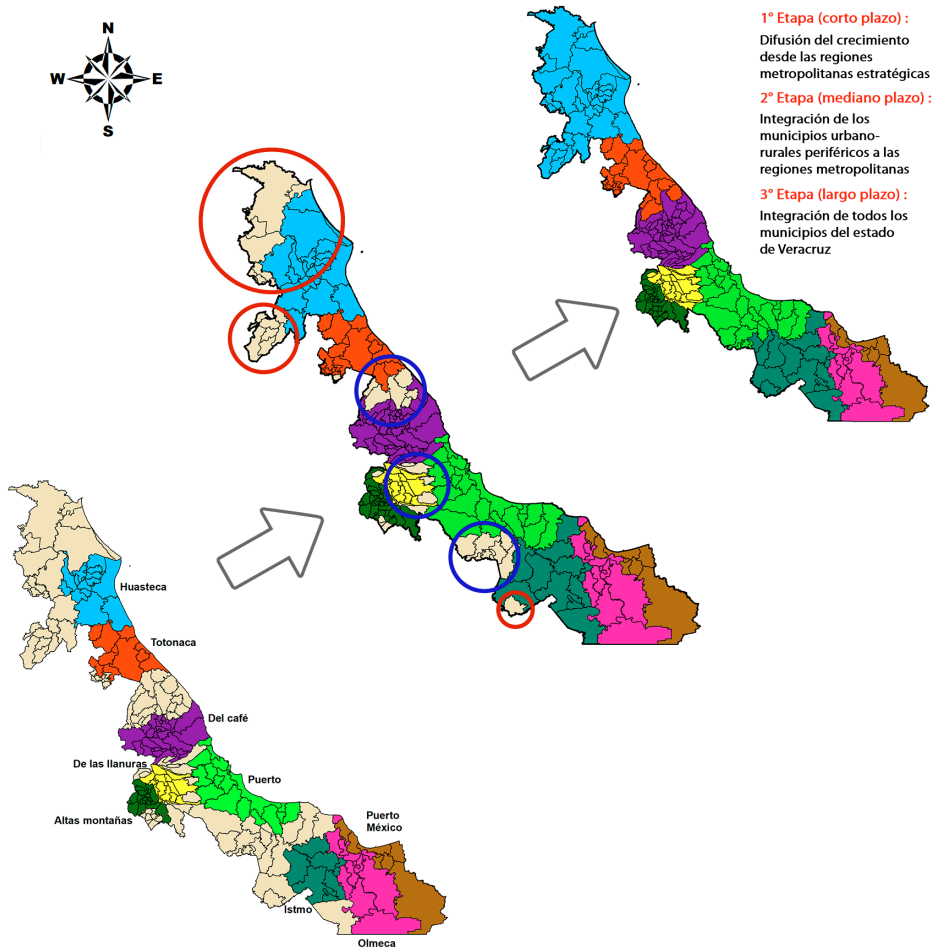 N
W
E
S
1° Etapa (corto plazo) :
Difusión del crecimiento
desde las regiones
metropolitanas estratégicas
2° Etapa (mediano plazo) :
Integración de los
municipios urbano-
rurales periféricos a las
regiones metropolitanas
3° Etapa (largo plazo) :
Integración de todos los
municipios del estado
de Veracruz
Huasteca
Totonaca
Del café
De las llanuras
Puerto
Altas montañas
Puerto
México
Istmo
Olmeca